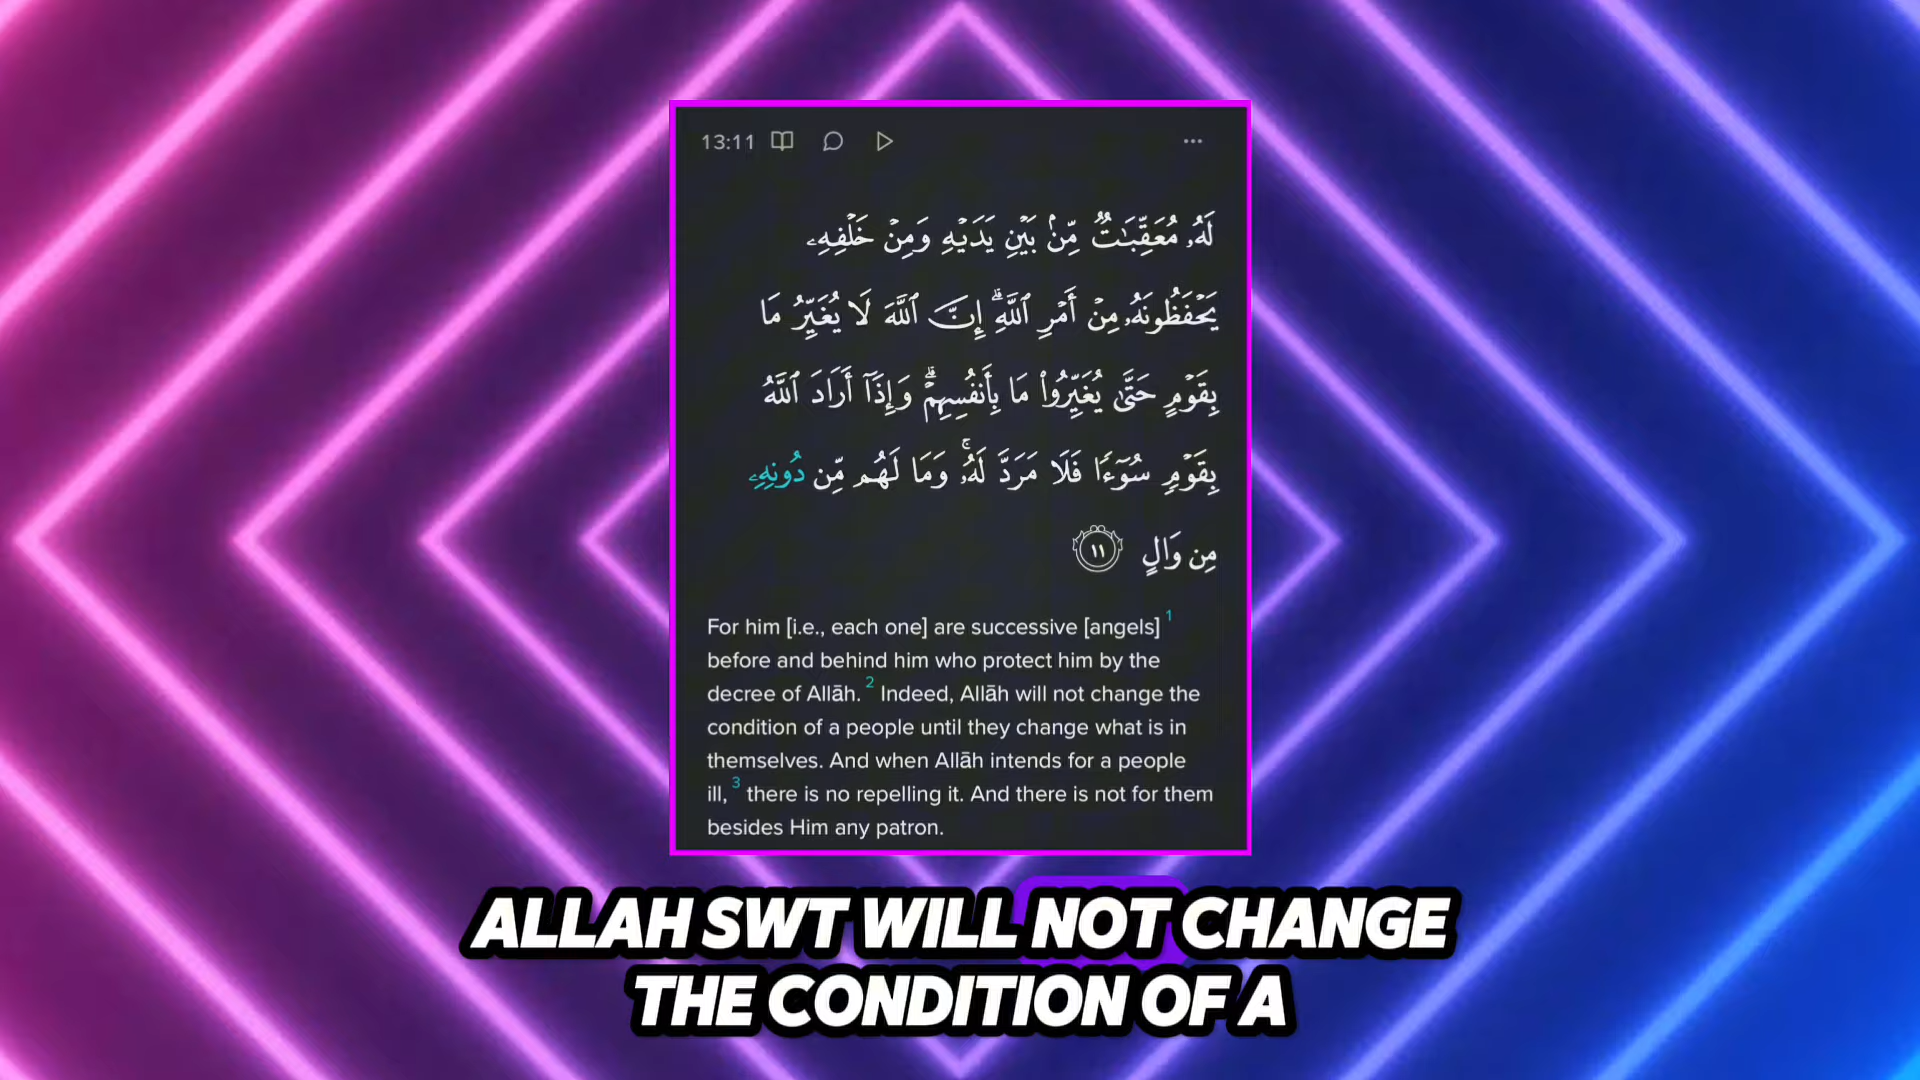 13:11
لَهُۥ مُعَقِّبَـٰتٌ مِّنۢ بَيْنِ يَدَيْهِ وَمِنْ خَلْفِهِۦ
يَحْفَظُونَهُۥ مِنْ أَمْرِ ٱللَّهِ ۗ إِنَّ ٱللَّهَ لَا يُغَيِّرُ مَا
بِقَوْمٍ حَتَّىٰ يُغَيِّرُوا۟ مَا بِأَنفُسِهِمْ ۗ وَإِذَآ أَرَادَ ٱللَّهُ
بِقَوْمٍ سُوٓءًا فَلَا مَرَدَّ لَهُۥ ۚ وَمَا لَهُم مِّن دُونِهِۦ
مِن وَالٍ ١١
For him [i.e., each one] are successive [angels] 1
before and behind him who protect him by the
decree of Allāh. 2 Indeed, Allāh will not change the
condition of a people until they change what is in
themselves. And when Allāh intends for a people
ill, 3 there is no repelling it. And there is not for them
besides Him any patron.
ALLAH SWT WILL NOT CHANGE
THE CONDITION OF A